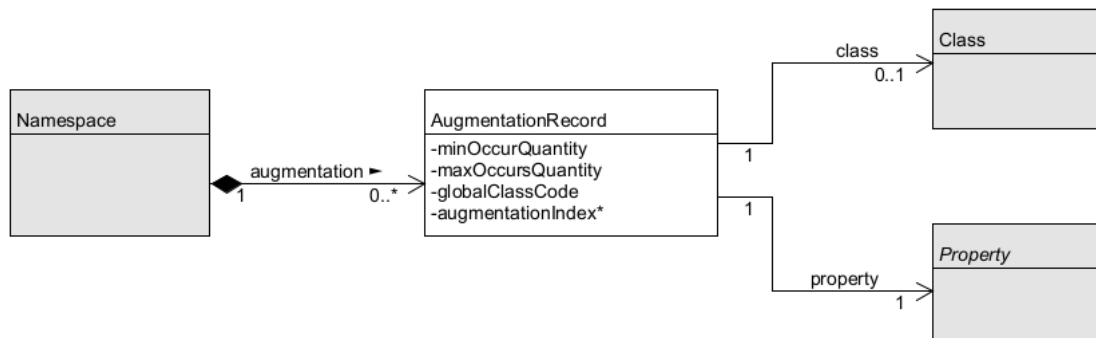 Class
class
0..1
Namespace
AugmentationRecord
-minOccurQuantity
-maxOccursQuantity
-globalClassCode
-augmentationIndex*
augmentation ►
1
0..*
1
1
Property
property
1